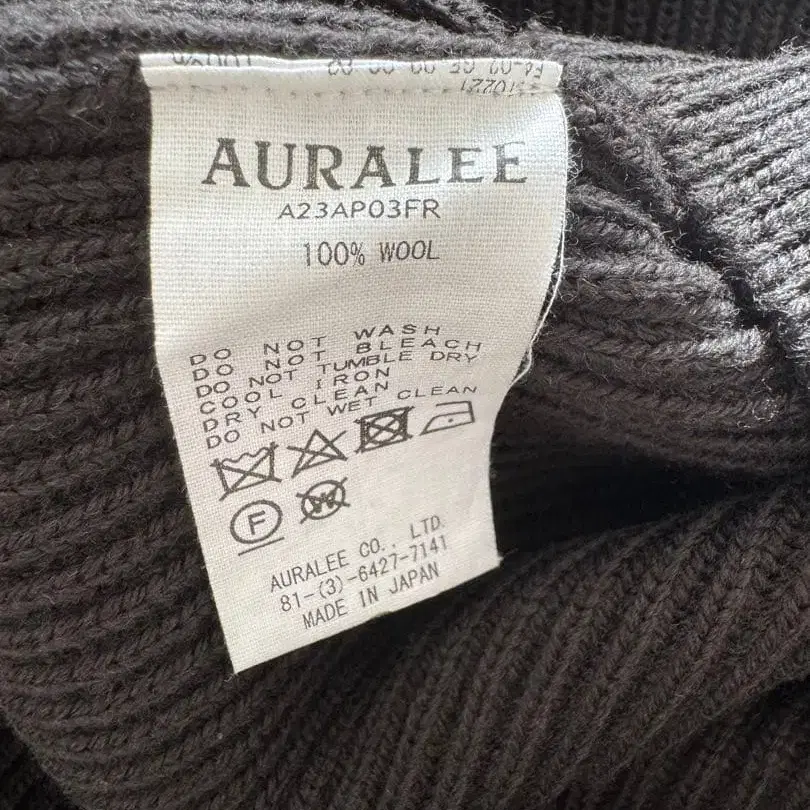 AURALEE
A23AP03FR
100% WOOL
DO NOT WASH
DO NOT BLEACH
DO NOT TUMBLE DRY
COOL IRON
DRY CLEAN
DO NOT WET CLEAN
F
W
AURALEE CO., LTD.
81-(3)-6427-7141
MADE IN JAPAN